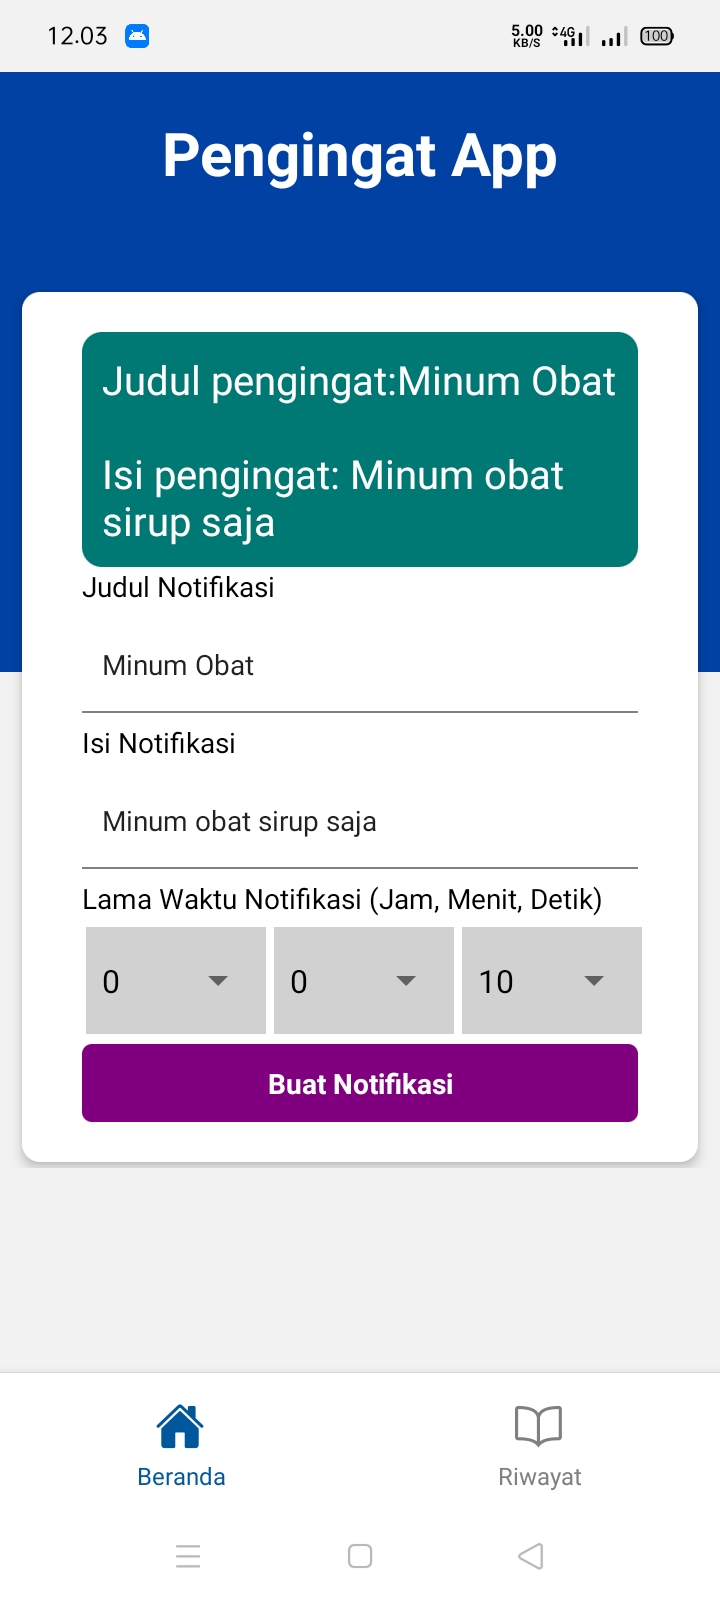 12.03
5.00 KB/S 4G 100
Pengingat App
Judul pengingat:Minum Obat
Isi pengingat: Minum obat
sirup saja
Judul Notifikasi
Minum Obat
Isi Notifikasi
Minum obat sirup saja
Lama Waktu Notifikasi (Jam, Menit, Detik)
0 0 10
Buat Notifikasi
Beranda Riwayat